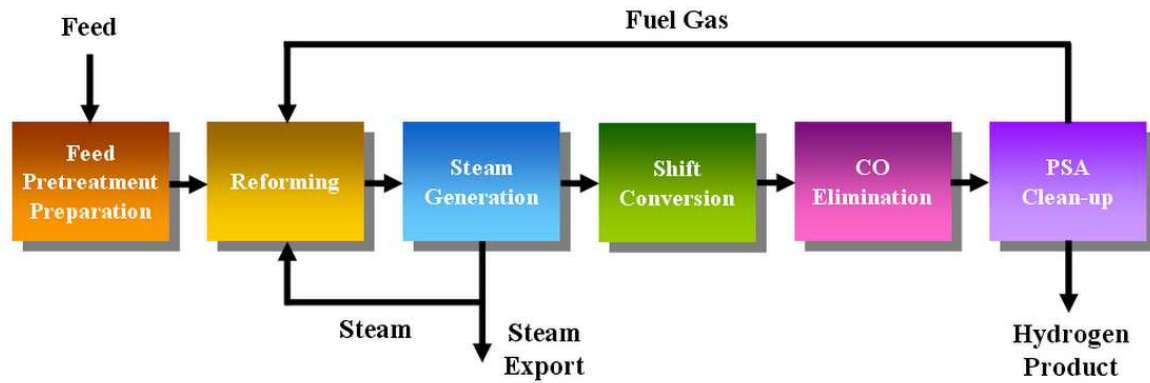 Fuel Gas
Feed
Feed
Pretreatment
Preparation
Reforming
Steam
Generation
Shift
Conversion
CO
Elimination
PSA
Clean-up
Steam
Steam
Export
Hydrogen
Product